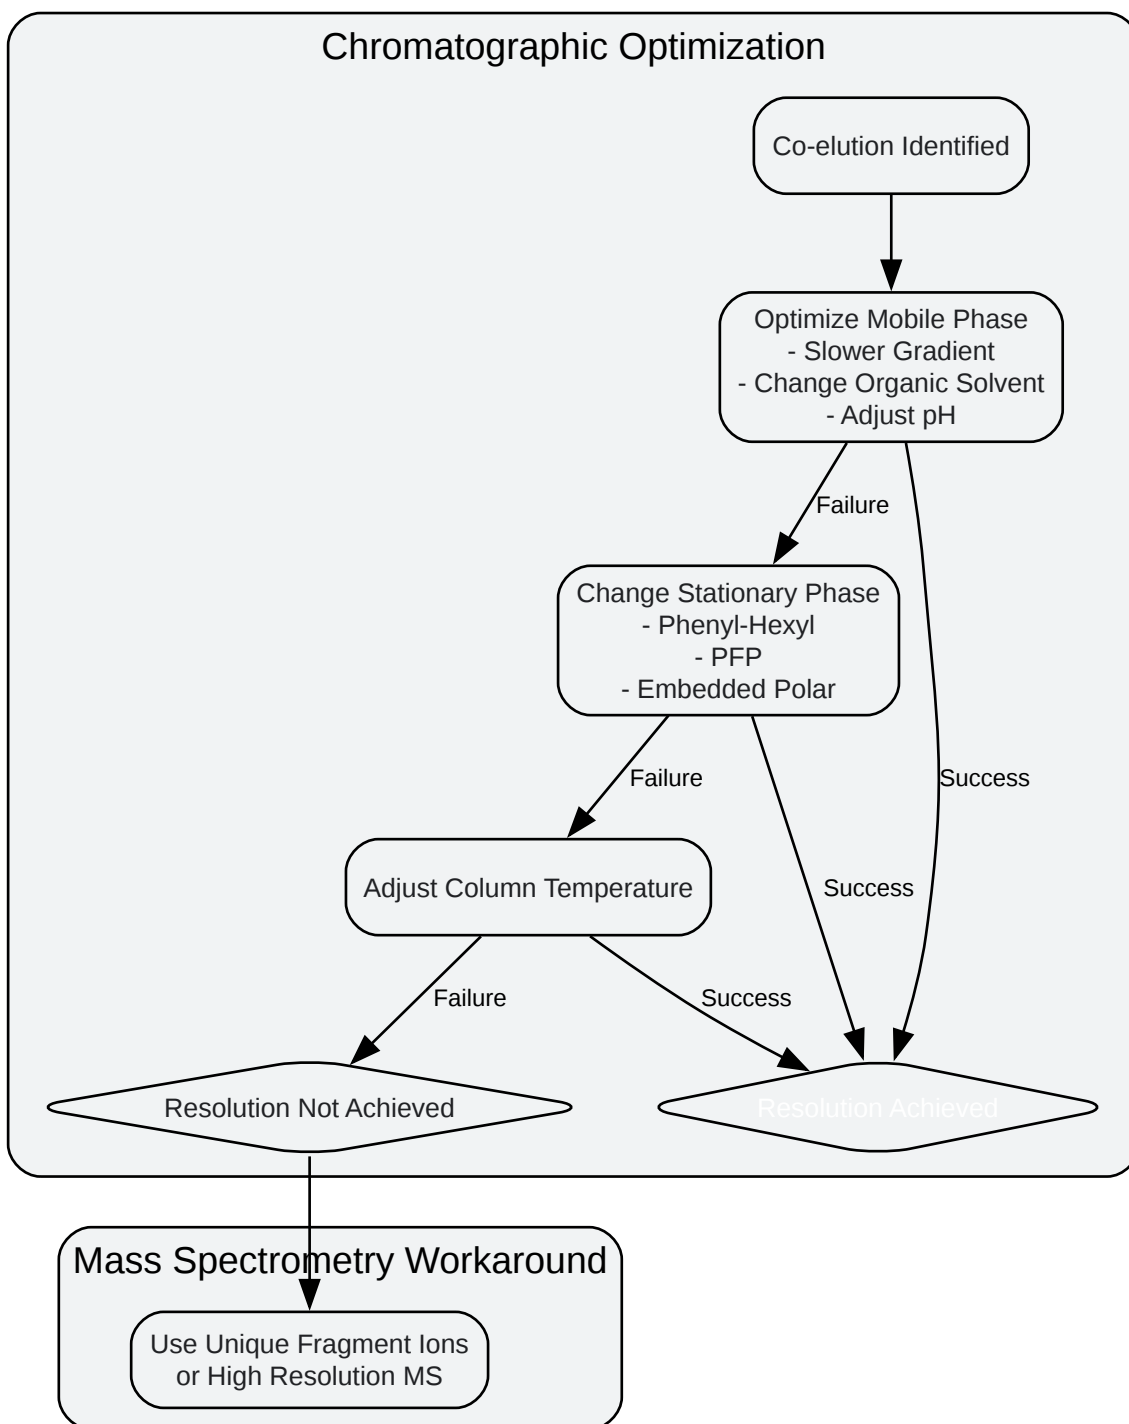 Chromatographic Optimization
Co-elution Identified
Optimize Mobile Phase
- Slower Gradient
- Change Organic Solvent
- Adjust pH
Failure
Change Stationary Phase
- Phenyl-Hexyl
- PFP
- Embedded Polar
Failure
Success
Adjust Column Temperature
Success
Failure
Success
Resolution Not Achieved
Resolution Achieved
Mass Spectrometry Workaround
Use Unique Fragment Ions
or High Resolution MS